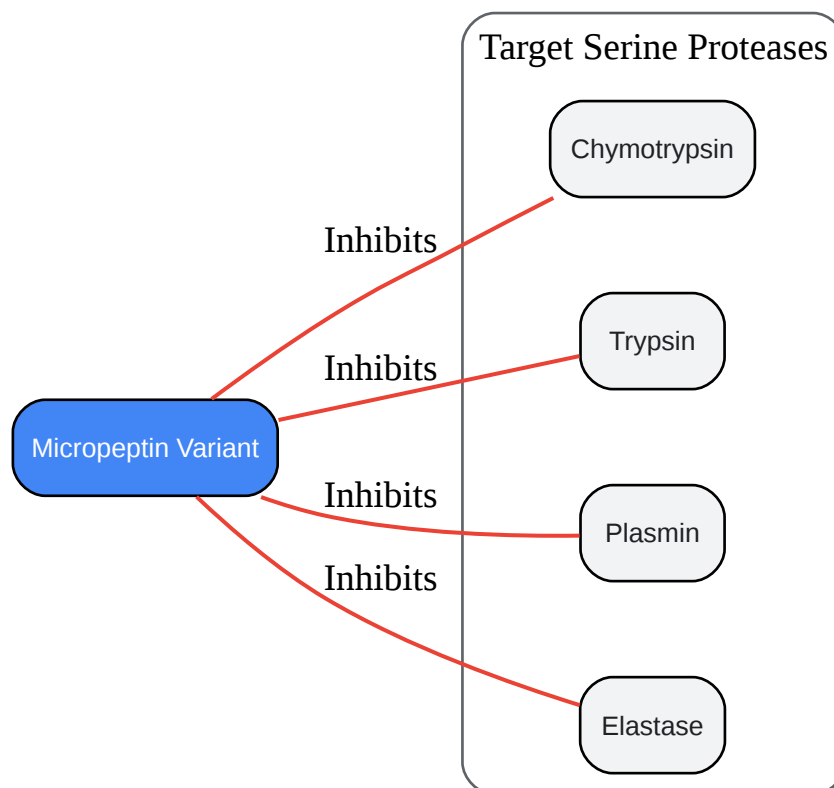 Target Serine Proteases
Chymotrypsin
Inhibits
Trypsin
Inhibits
Micropeptin Variant
Inhibits
Plasmin
Inhibits
Elastase